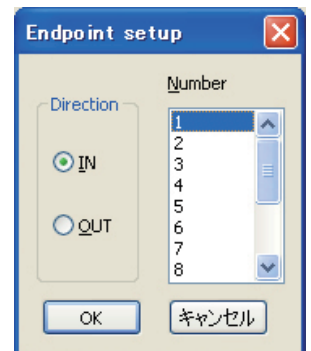 Endpoint setup
Direction
IN
OUT
Number
1
2
3
4
5
6
7
8
OK
キャンセル